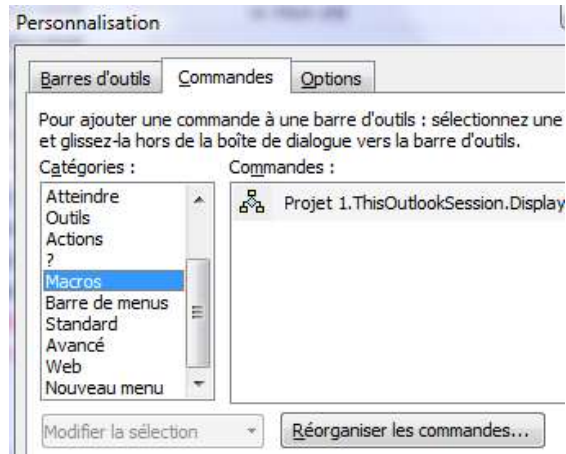 Personnalisation
Barres d'outils Commandes Options
Pour ajouter une commande à une barre d'outils : sélectionnez une
et glissez-la hors de la boîte de dialogue vers la barre d'outils.
Catégories : Commandes :
Atteindre
Projet 1.ThisOutlookSession.Display
Outils
Actions
?
Macros
Barre de menus
Standard
Avancé
Web
Nouveau menu
Modifier la sélection Réorganiser les commandes...